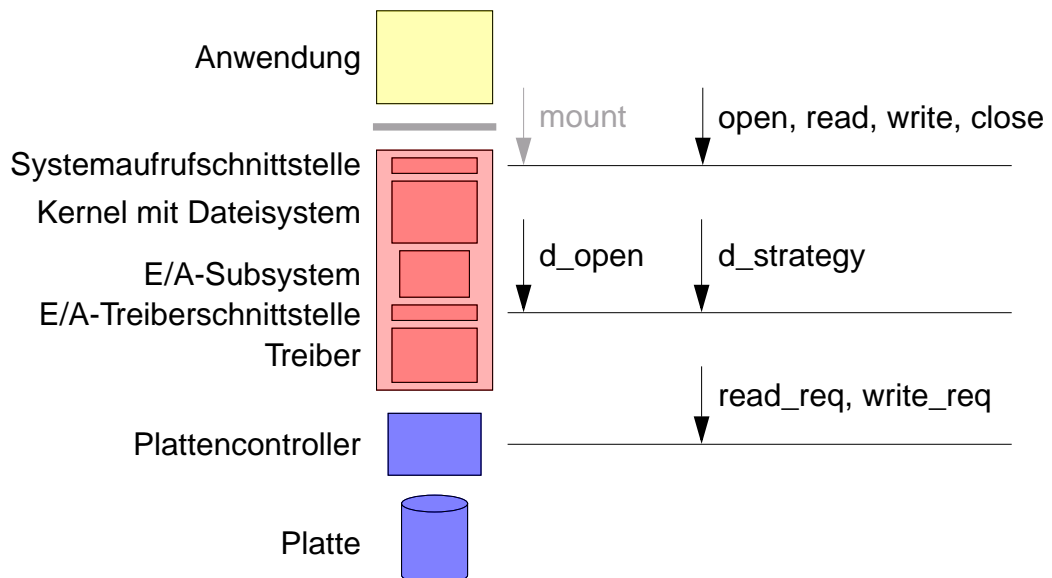 Anwendung
mount
open, read, write, close
Systemaufrufschnittstelle
Kernel mit Dateisystem
E/A-Subsystem
d_open
d_strategy
E/A-Treiberschnittstelle
Treiber
read_req, write_req
Plattencontroller
Platte